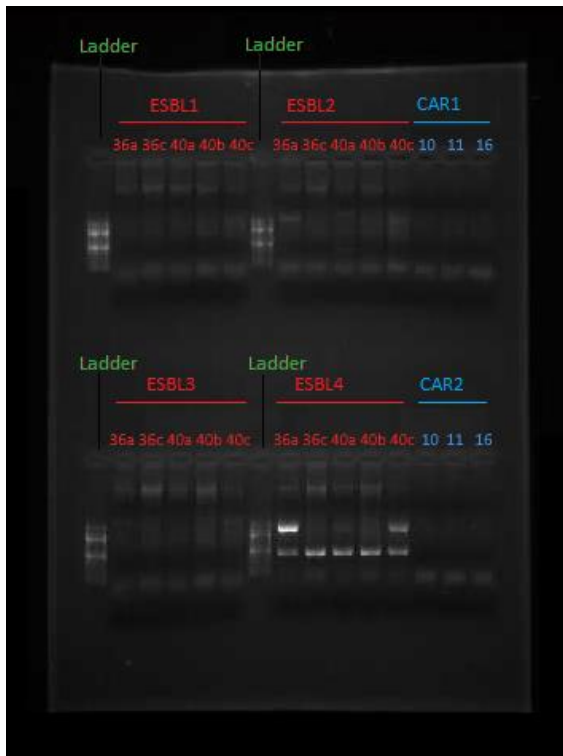 Ladder Ladder
ESBL1 ESBL2 CAR1
36a 36c 40a 40b 40c 36a 36c 40a 40b 40c 10 11 16
Ladder Ladder
ESBL3 ESBL4 CAR2
36a 36c 40a 40b 40c 36a 36c 40a 40b 40c 10 11 16